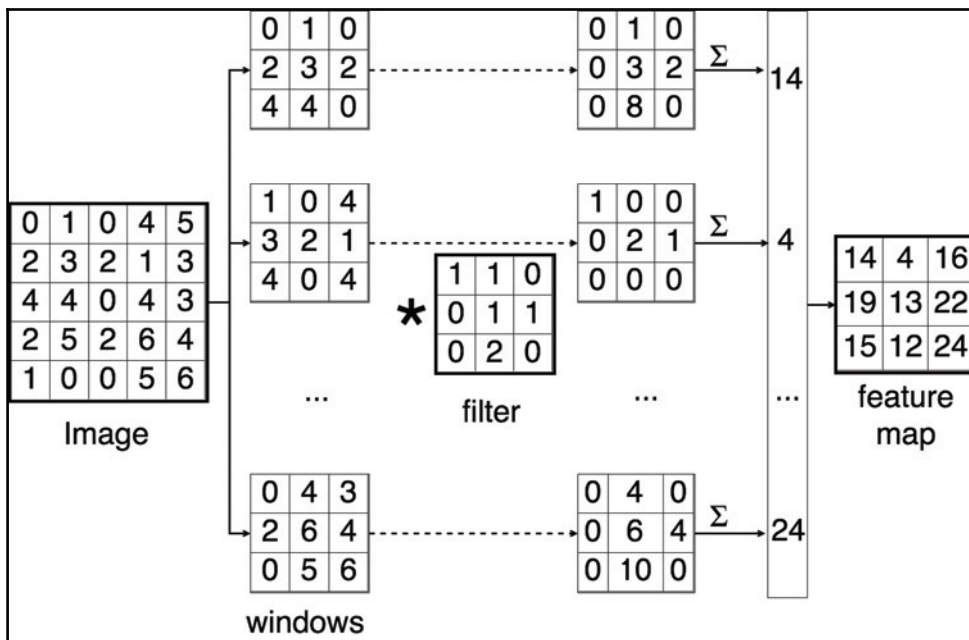 0 1 0
2 3 2
4 4 0
0 1 0
0 3 2
0 8 0
Σ
14
1 0 4
3 2 1
4 0 4
1 0 0
0 2 1
0 0 0
Σ
4
0 1 0 4 5
2 3 2 1 3
4 4 0 4 3
2 5 2 6 4
1 0 0 5 6
Image
*
1 1 0
0 1 1
0 2 0
filter
14 4 16
19 13 22
15 12 24
feature
map
...
...
...
0 4 3
2 6 4
0 5 6
windows
0 4 0
0 6 4
0 10 0
Σ
24